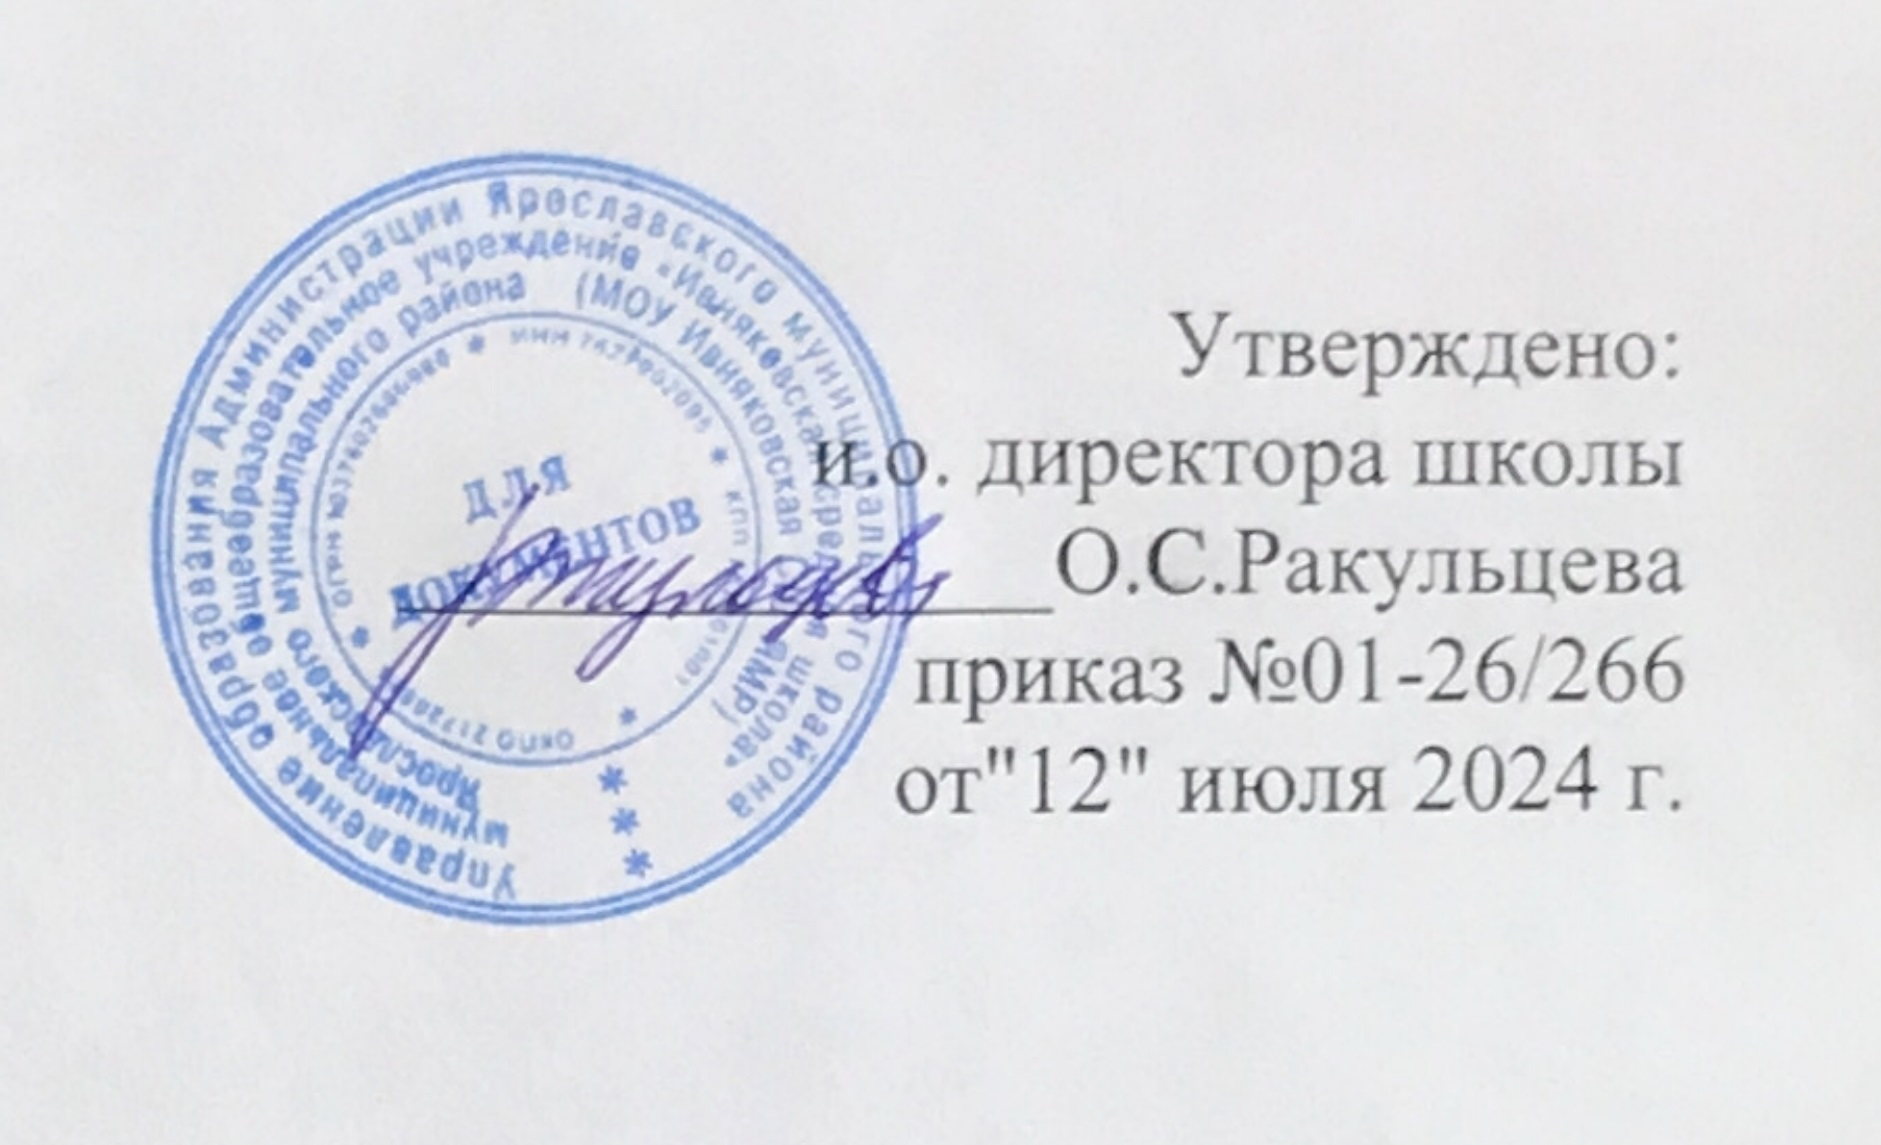 Управление образования Администрации Ярославского муниципального района
муниципальное общеобразовательное учреждение «Ивняковская средняя школа»
Ярославского муниципального района (МОУ Ивняковская СШ ЯМР)
ДЛЯ
ДОКУМЕНТОВ
Утверждено:
и.о. директора школы
О.С.Ракульцева
приказ №01-26/266
от"12" июля 2024 г.